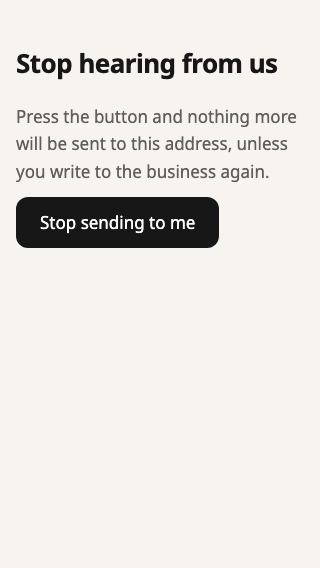 Stop hearing from us
Press the button and nothing more
will be sent to this address, unless
you write to the business again.
Stop sending to me